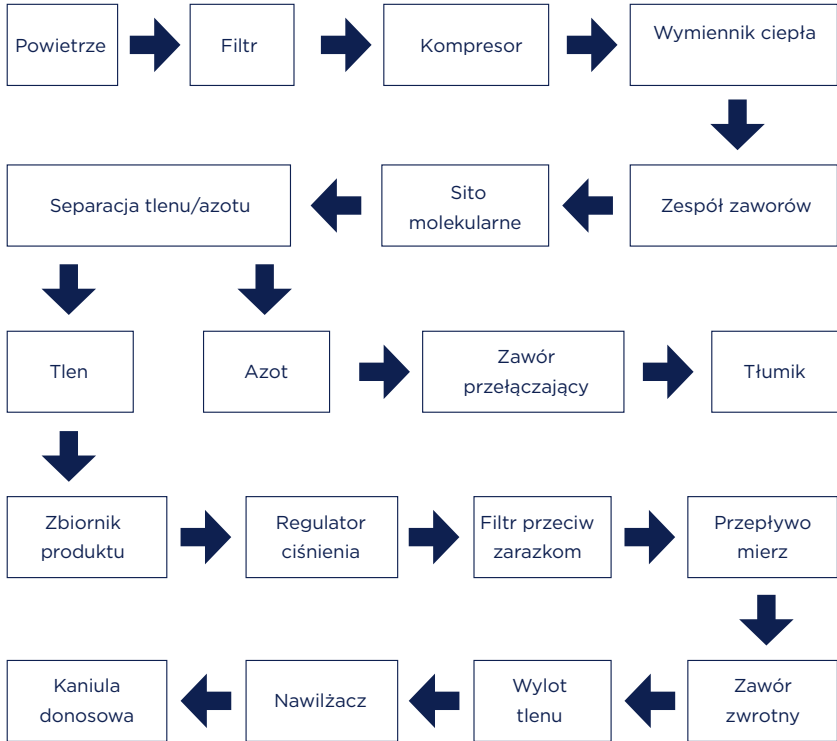 Powietrze
Filtr
Kompresor
Wymiennik ciepła
Separacja tlenu/azotu
Sito
molekularne
Zespół zaworów
Tlen
Azot
Zawór
przełączający
Tłumik
Zbiornik
produktu
Regulator
ciśnienia
Filtr przeciw
zarazkom
Przepływo
mierz
Kaniula
donosowa
Nawilżacz
Wylot
tlenu
Zawór
zwrotny